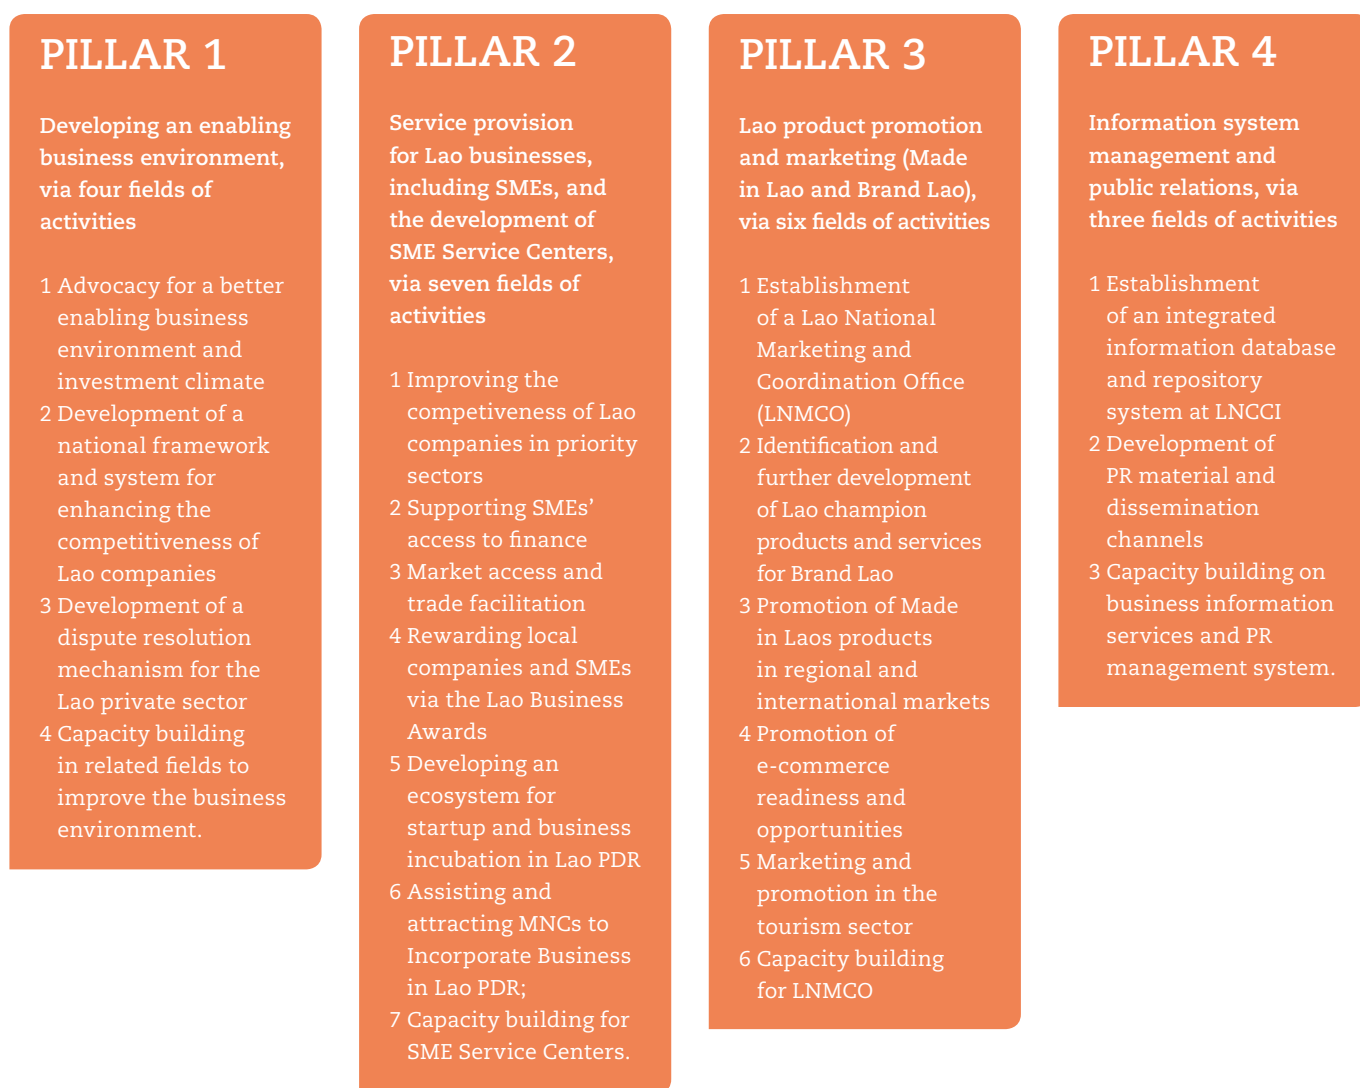 PILLAR 1
Developing an enabling
business environment,
via four fields of
activities
1 Advocacy for a better
enabling business
environment and
investment climate
2 Development of a
national framework
and system for
enhancing the
competitiveness of
Lao companies
3 Development of a
dispute resolution
mechanism for the
Lao private sector
4 Capacity building
in related fields to
improve the business
environment.
PILLAR 2
Service provision
for Lao businesses,
including SMEs, and
the development of
SME Service Centers,
via seven fields of
activities
1 Improving the
competiveness of Lao
companies in priority
sectors
2 Supporting SMEs’
access to finance
3 Market access and
trade facilitation
4 Rewarding local
companies and SMEs
via the Lao Business
Awards
5 Developing an
ecosystem for
startup and business
incubation in Lao PDR
6 Assisting and
attracting MNCs to
Incorporate Business
in Lao PDR;
7 Capacity building for
SME Service Centers.
PILLAR 3
Lao product promotion
and marketing (Made
in Lao and Brand Lao),
via six fields of activities
1 Establishment
of a Lao National
Marketing and
Coordination Office
(LNMCO)
2 Identification and
further development
of Lao champion
products and services
for Brand Lao
3 Promotion of Made
in Laos products
in regional and
international markets
4 Promotion of
e-commerce
readiness and
opportunities
5 Marketing and
promotion in the
tourism sector
6 Capacity building
for LNMCO
PILLAR 4
Information system
management and
public relations, via
three fields of activities
1 Establishment
of an integrated
information database
and repository
system at LNCCI
2 Development of
PR material and
dissemination
channels
3 Capacity building on
business information
services and PR
management system.